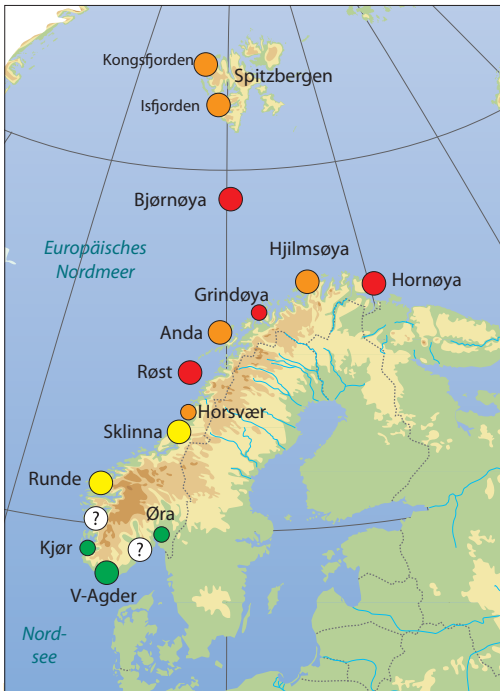 Kongsfjorden
Spitzbergen
Isfjorden
Bjørnøya
Europäisches
Nordmeer
Hjilmsøya
Hornøya
Grindøya
Anda
Røst
Horsvær
Sklinna
Runde
?
Øra
Kjør
?
V-Agder
Nord-
see